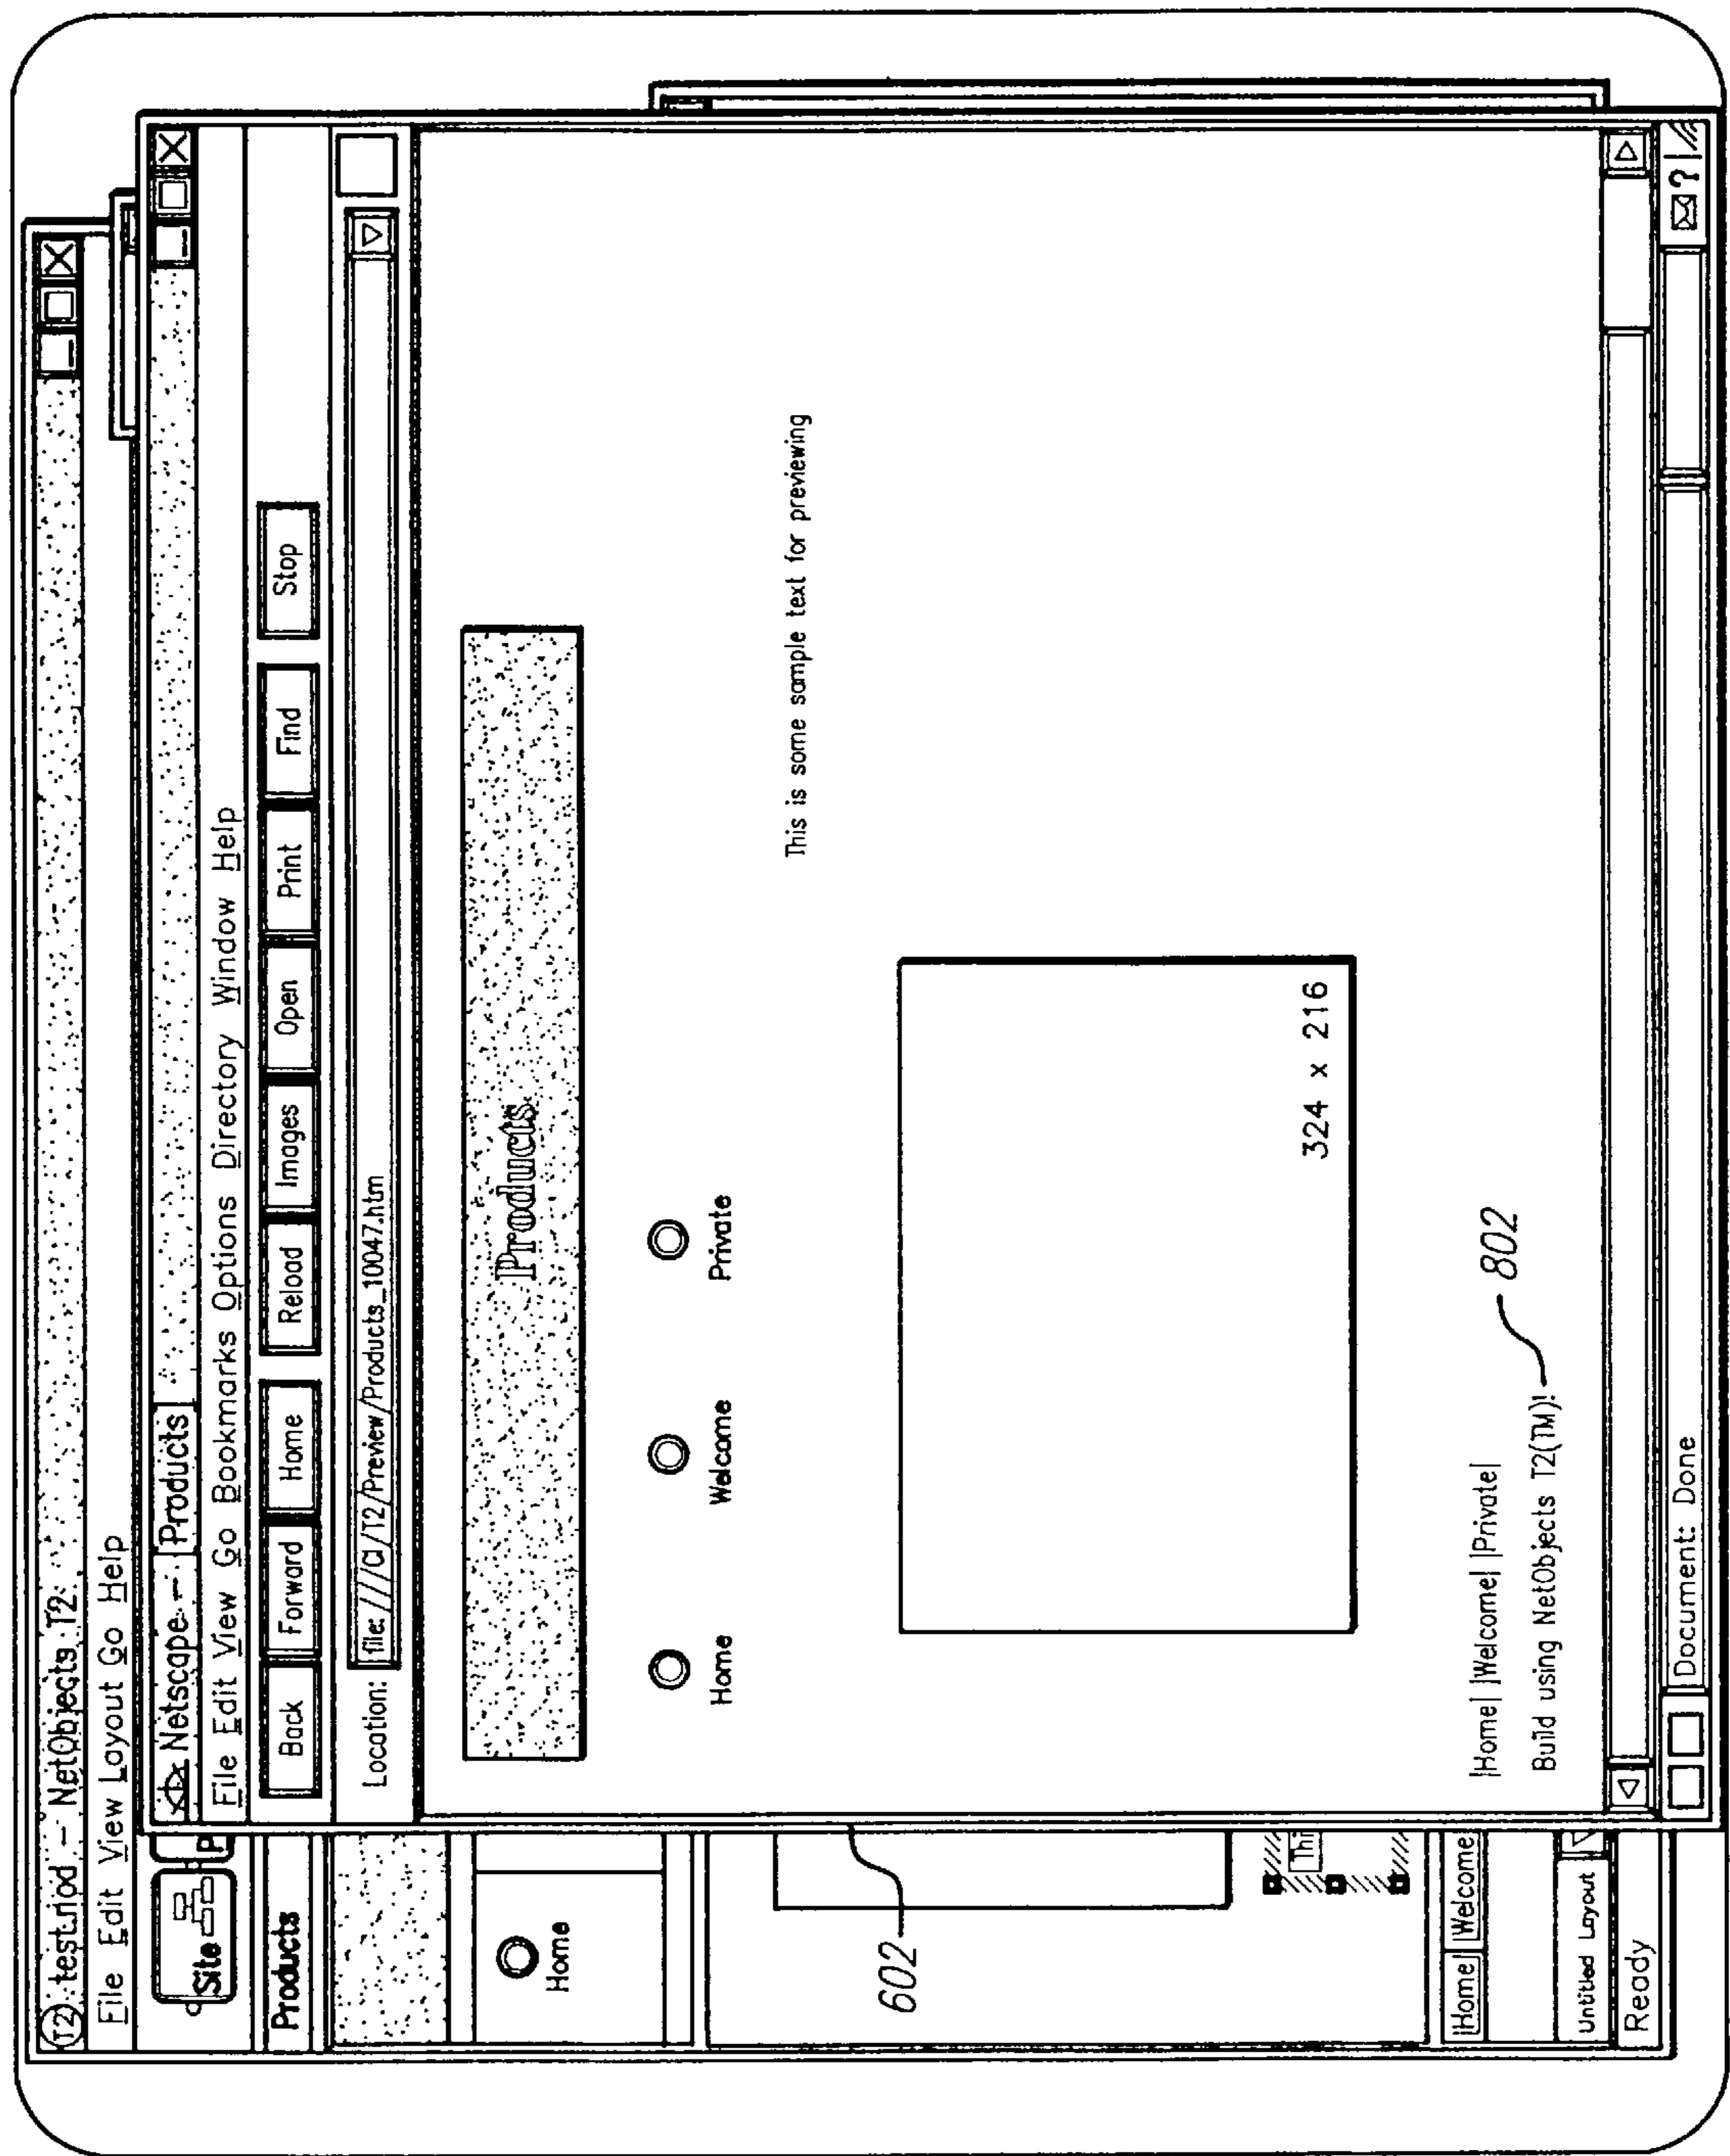 T2 test.nod - NetObjects T2
File Edit View Layout Go Help
Site P
Products
Home
602
Thi
|Home| |Welcome|
Untitled Layout
Ready
Netscape - Products
File Edit View Go Bookmarks Options Directory Window Help
Back Forward Home Reload Images Open Print Find Stop
Location: file:////C|/T2/Preview/Products_10047.htm
Products
Home Welcome Private
This is some sample text for previewing
324 x 216
|Home| |Welcome| |Private|
Build using NetObjects T2(TM)! 802
Document: Done
?